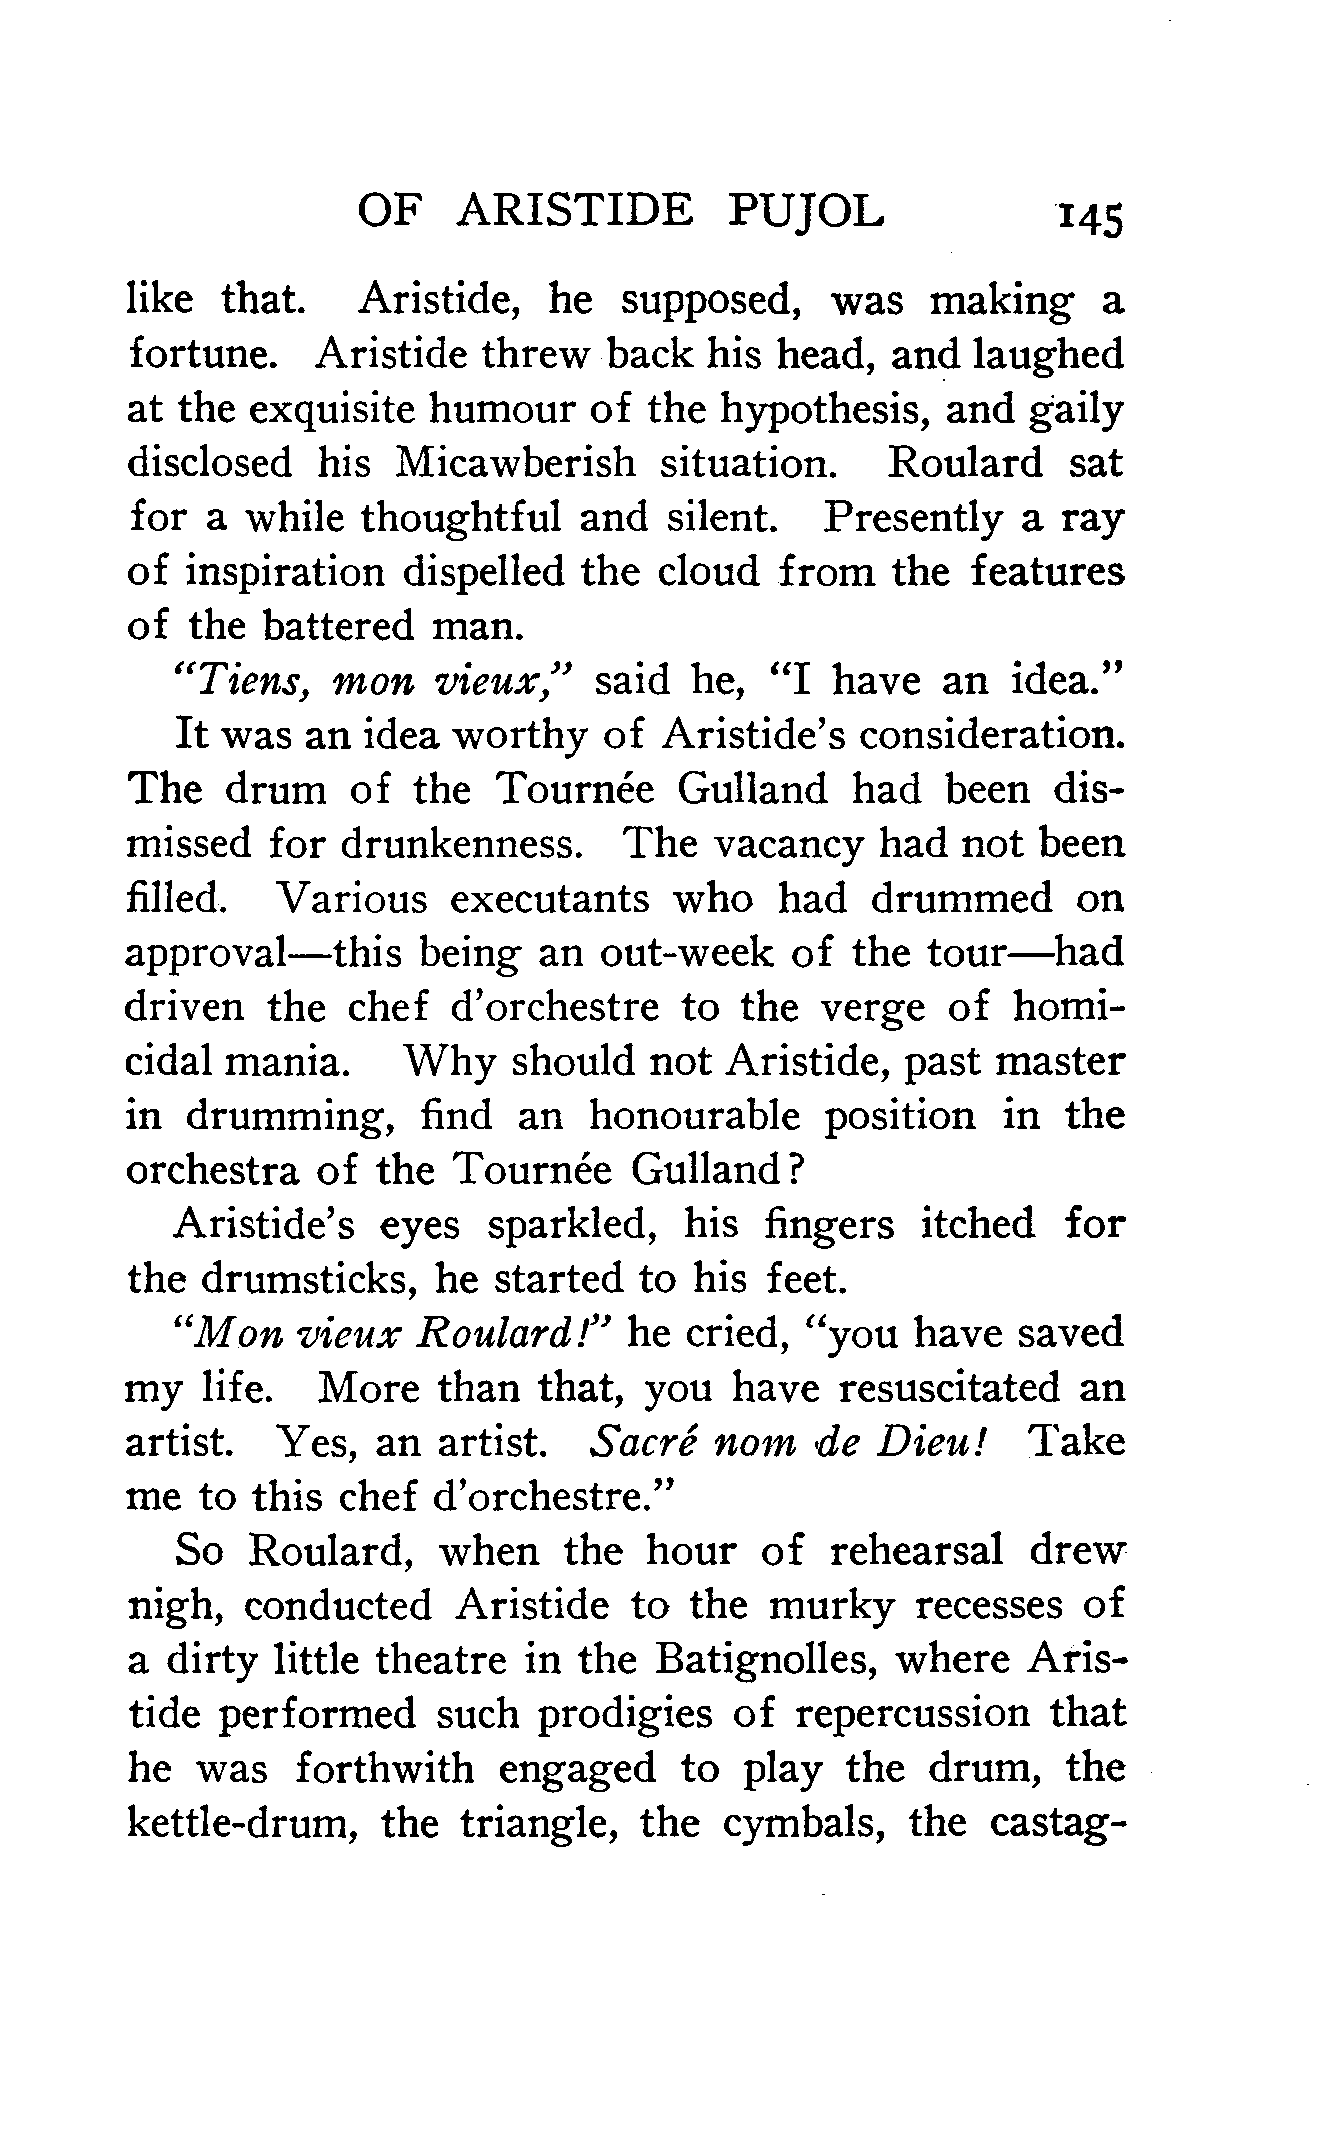 OF ARISTIDE PUJOL 145
like that. Aristide, he supposed, was making a
fortune. Aristide threw back his head, and laughed
at the exquisite humour of the hypothesis, and gaily
disclosed his Micawberish situation. Roulard sat
for a while thoughtful and silent. Presently a ray
of inspiration dispelled the cloud from the features
of the battered man.
"Tiens, mon vieux," said he, "I have an idea."
It was an idea worthy of Aristide's consideration.
The drum of the Tournée Gulland had been dis-
missed for drunkenness. The vacancy had not been
filled. Various executants who had drummed on
approval—this being an out-week of the tour—had
driven the chef d'orchestre to the verge of homi-
cidal mania. Why should not Aristide, past master
in drumming, find an honourable position in the
orchestra of the Tournée Gulland?
Aristide's eyes sparkled, his fingers itched for
the drumsticks, he started to his feet.
"Mon vieux Roulard!" he cried, "you have saved
my life. More than that, you have resuscitated an
artist. Yes, an artist. Sacré nom de Dieu! Take
me to this chef d'orchestre."
So Roulard, when the hour of rehearsal drew
nigh, conducted Aristide to the murky recesses of
a dirty little theatre in the Batignolles, where Aris-
tide performed such prodigies of repercussion that
he was forthwith engaged to play the drum, the
kettle-drum, the triangle, the cymbals, the castag-